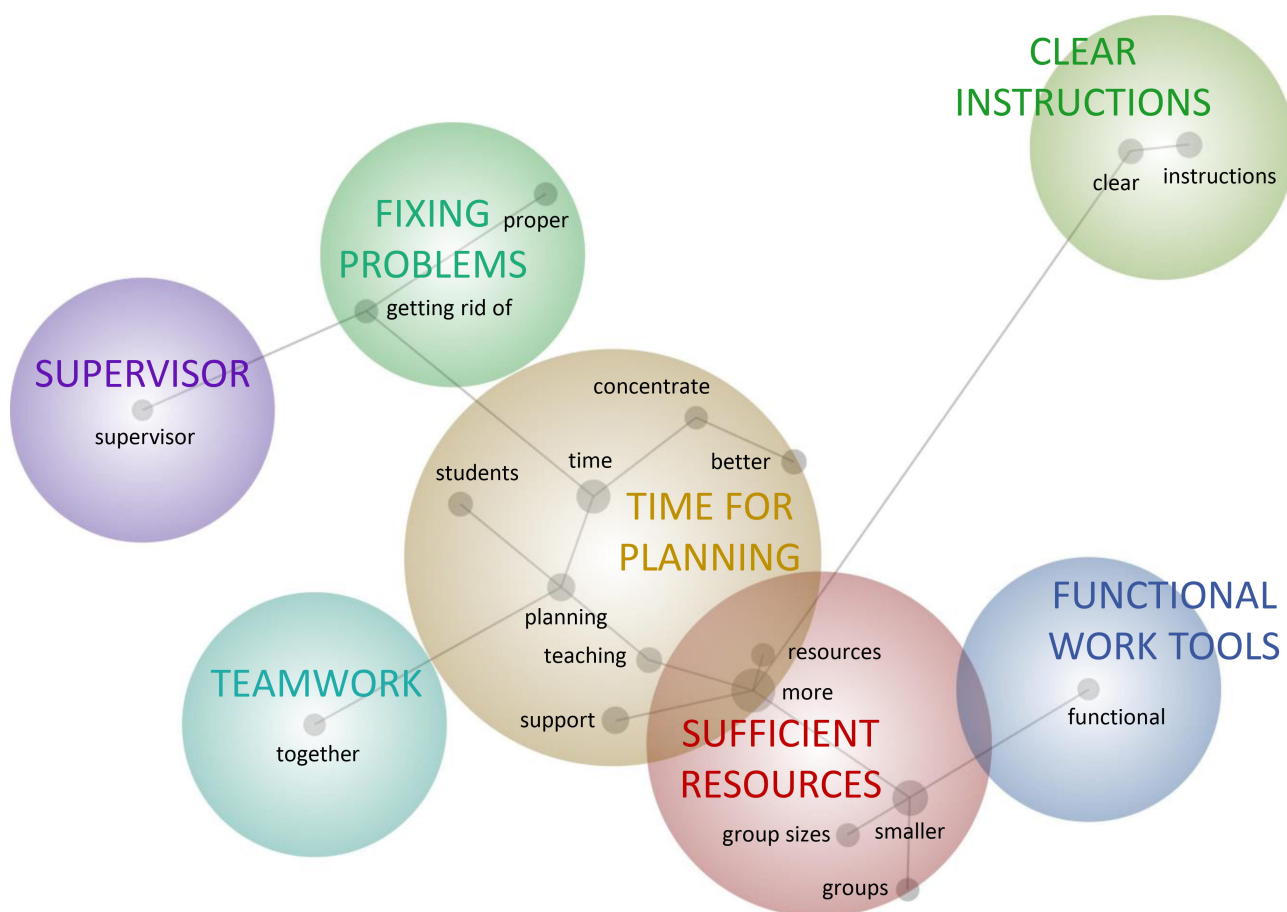 CLEAR
INSTRUCTIONS
clear
instructions
FIXING
PROBLEMS
proper
getting rid of
SUPERVISOR
supervisor
concentrate
time
better
students
TIME FOR
PLANNING
planning
teaching
support
TEAMWORK
together
resources
more
SUFFICIENT
RESOURCES
group sizes
smaller
groups
FUNCTIONAL
WORK TOOLS
functional